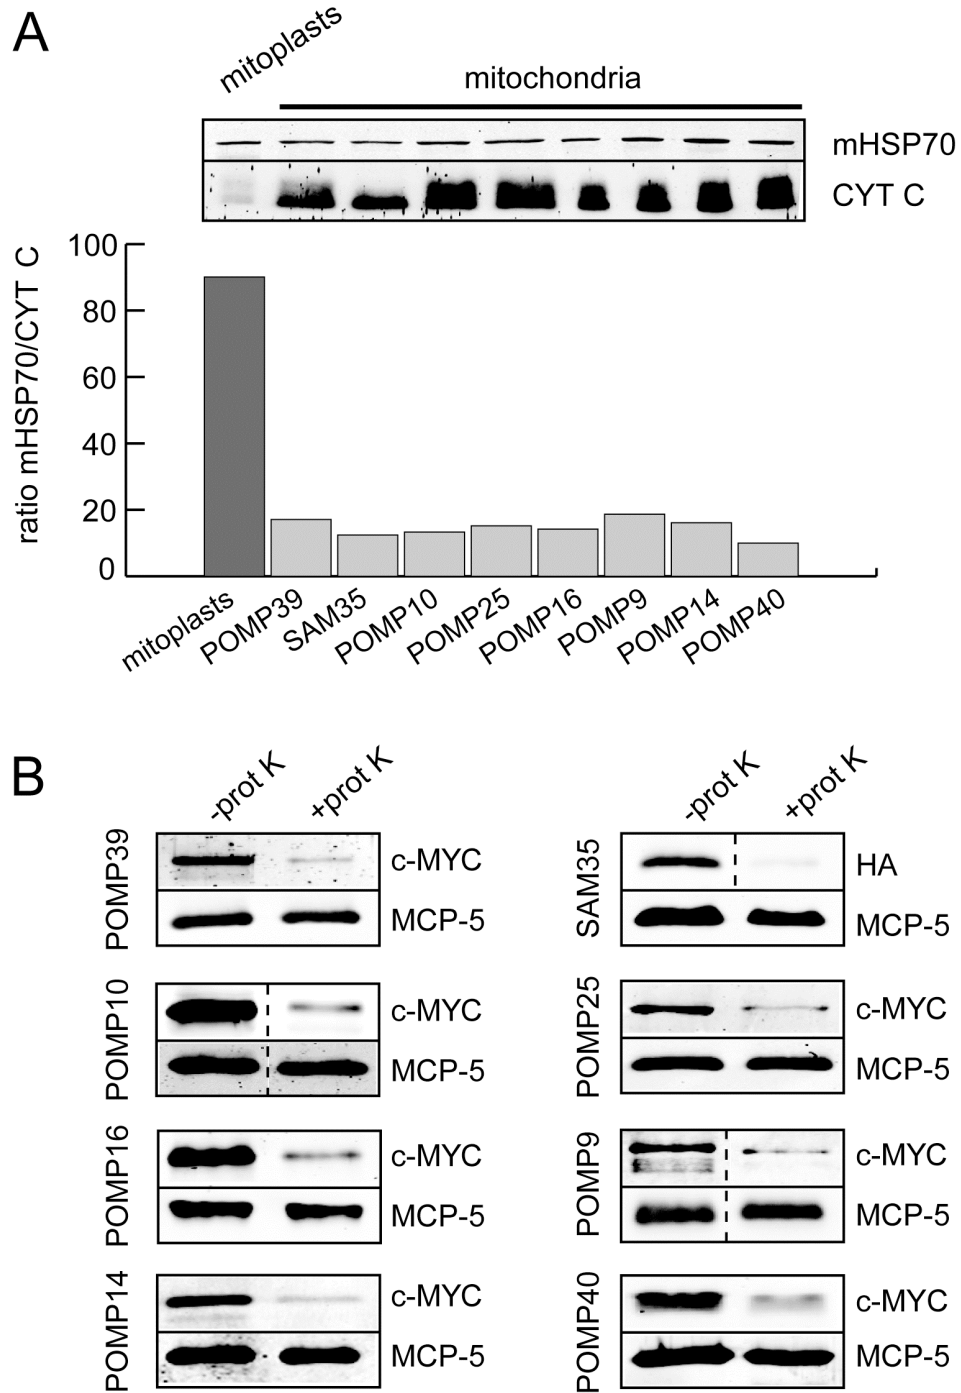 A
mitoplasts
mitochondria
mHSP70
CYT C
ratio mHSP70/CYT C
100
80
60
40
20
0
mitoplasts
POMP39
SAM35
POMP10
POMP25
POMP16
POMP9
POMP14
POMP40
B
-prot K
+prot K
-prot K
+prot K
POMP39
c-MYC
MCP-5
SAM35
HA
MCP-5
POMP10
c-MYC
MCP-5
POMP25
c-MYC
MCP-5
POMP16
c-MYC
MCP-5
POMP9
c-MYC
MCP-5
POMP14
c-MYC
MCP-5
POMP40
c-MYC
MCP-5